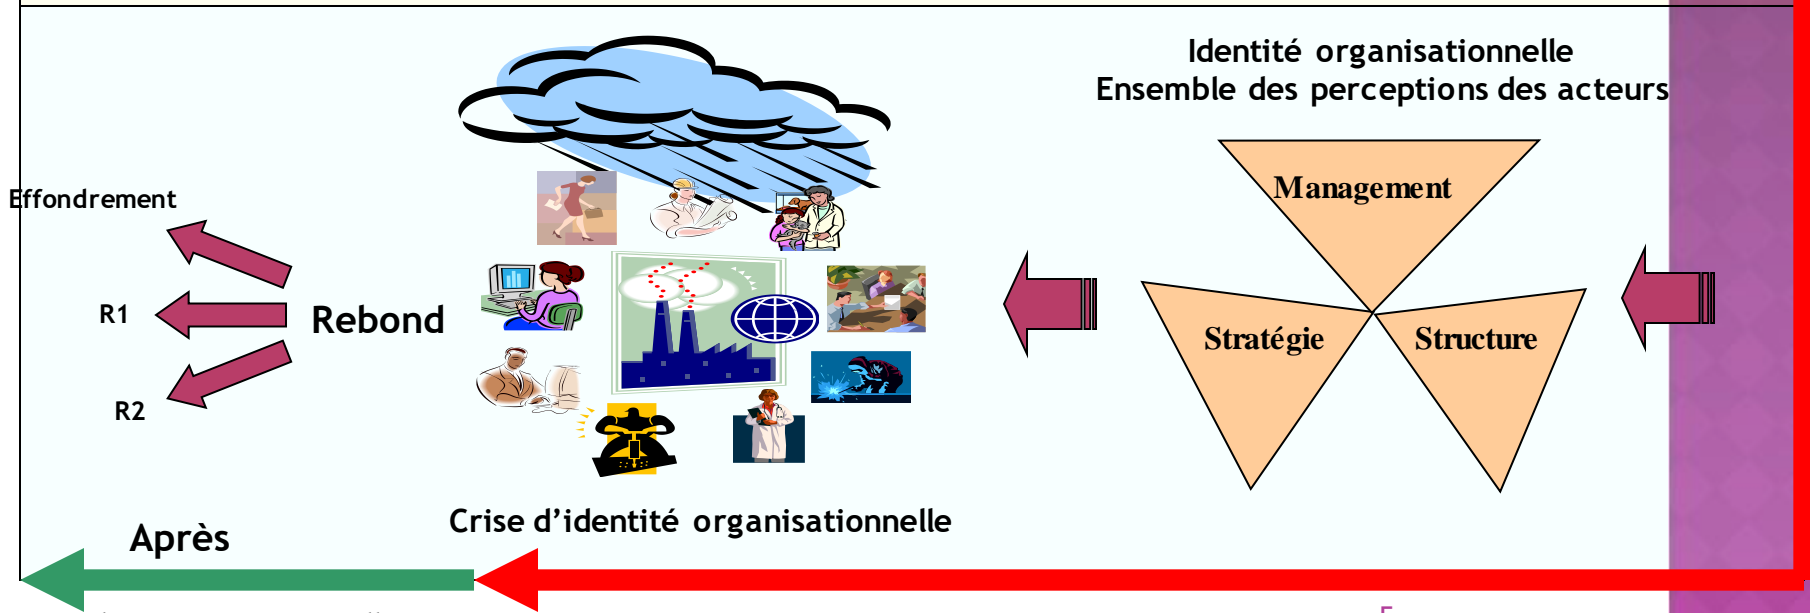 Identité organisationnelle
Ensemble des perceptions des acteurs
Management
Stratégie
Structure
Effondrement
R1
Rebond
R2
Crise d’identité organisationnelle
Après